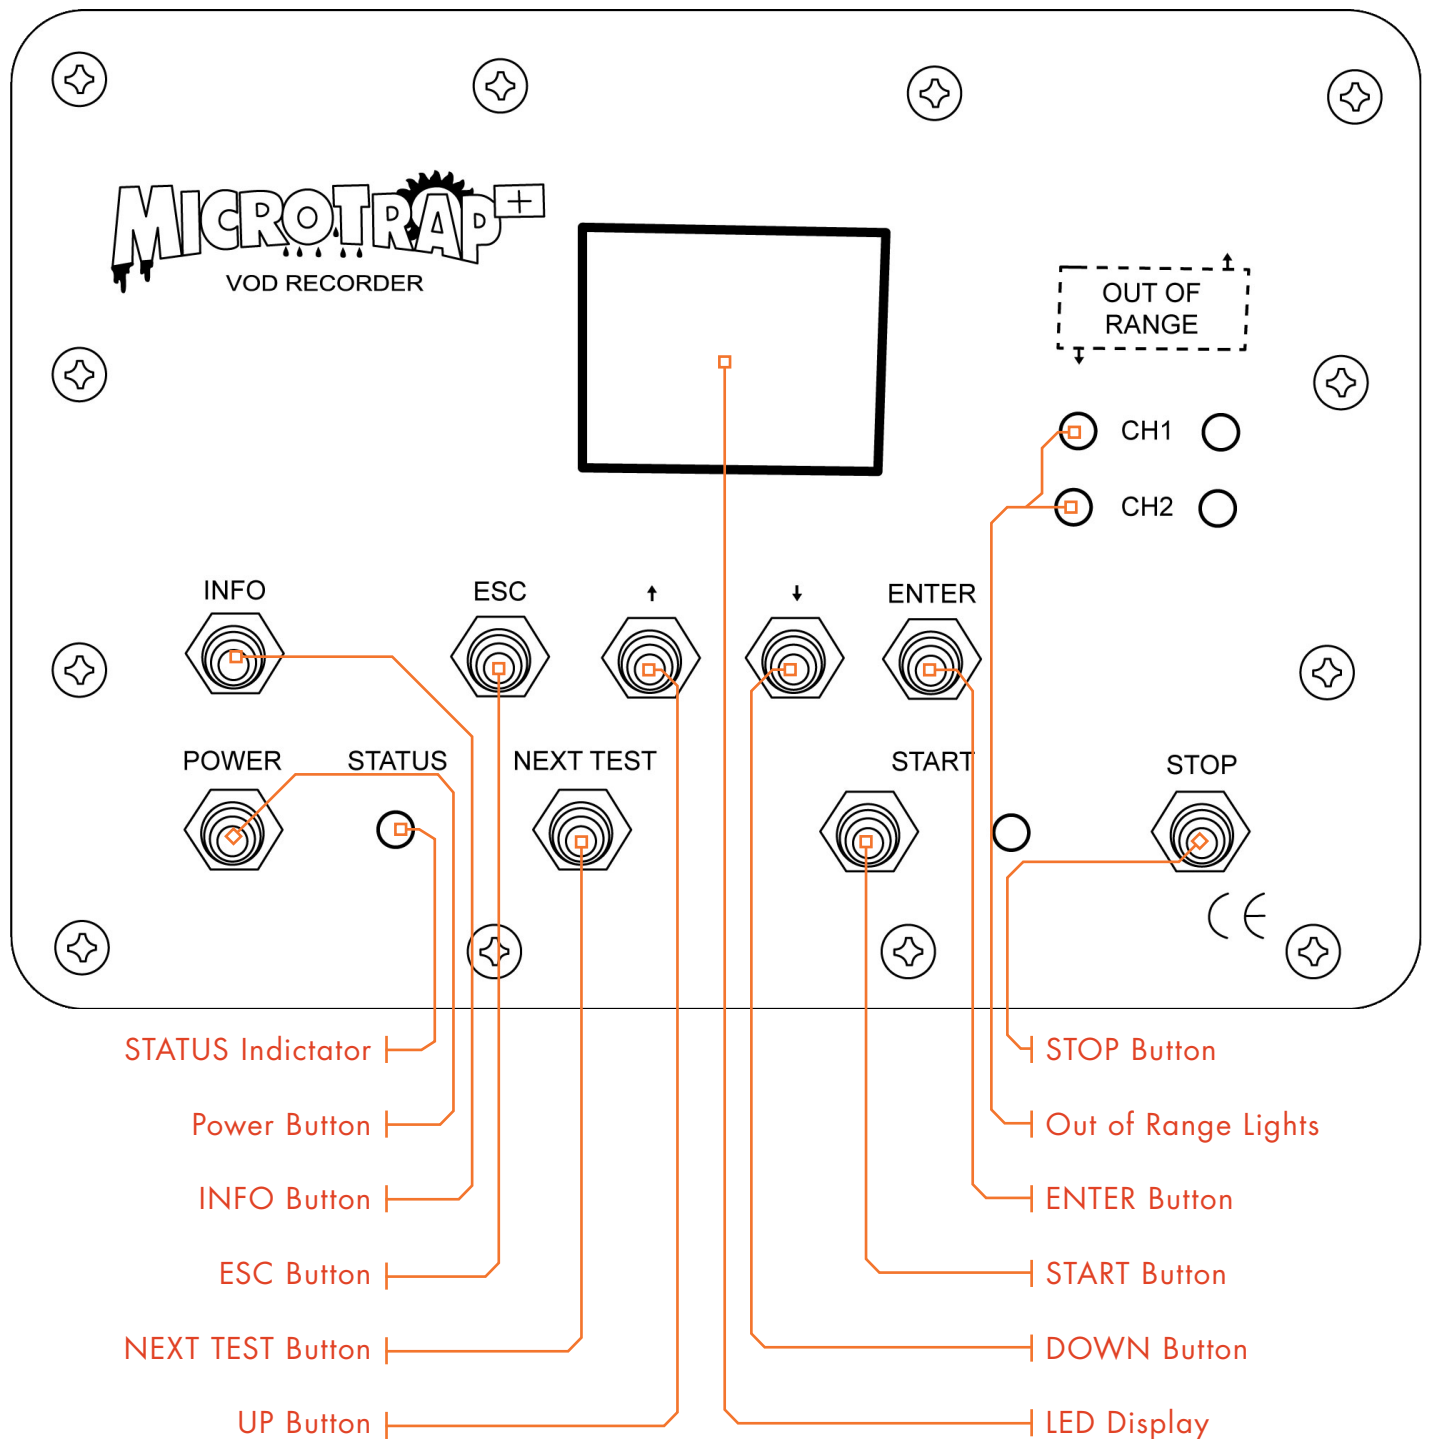 MICROTRAP+
VOD RECORDER
OUT OF
RANGE
CH1
CH2
INFO
ESC
↑
↓
ENTER
POWER
STATUS
NEXT TEST
START
STOP
CE
STATUS Indictator
STOP Button
Power Button
Out of Range Lights
INFO Button
ENTER Button
ESC Button
START Button
NEXT TEST Button
DOWN Button
UP Button
LED Display